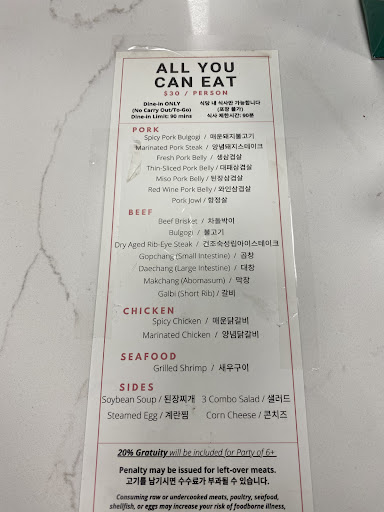 ALL YOU
CAN EAT
$30 / PERSON
Dine-in ONLY
(No Carry Out/To-Go)
Dine-in Limit: 90 mins
식당 내 식사만 가능합니다
(포장 불가)
식사 제한시간: 90분
PORK
Spicy Pork Bulgogi / 매운돼지불고기
Marinated Pork Steak / 양념돼지스테이크
Fresh Pork Belly / 생삼겹살
Thin-Sliced Pork Belly / 대패삼겹살
Miso Pork Belly / 된장삼겹살
Red Wine Pork Belly / 와인삼겹살
Pork Jowl / 항정살
BEEF
Beef Brisket / 차돌박이
Bulgogi / 불고기
Dry Aged Rib-Eye Steak / 건조숙성립아이스테이크
Gopchang (Small Intestine) / 곱창
Daechang (Large Intestine) / 대창
Makchang (Abomasum) / 막창
Galbi (Short Rib) / 갈비
CHICKEN
Spicy Chicken / 매운닭갈비
Marinated Chicken / 양념닭갈비
SEAFOOD
Grilled Shrimp / 새우구이
SIDES
Soybean Soup / 된장찌개 3 Combo Salad / 샐러드
Steamed Egg / 계란찜 Corn Cheese / 콘치즈
20% Gratuity will be included for Party of 6+
Penalty may be issued for left-over meats.
고기를 남기시면 수수료가 부과될 수 있습니다.
Consuming raw or undercooked meats, poultry, seafood,
shellfish, or eggs may increase your risk of foodborne illness,